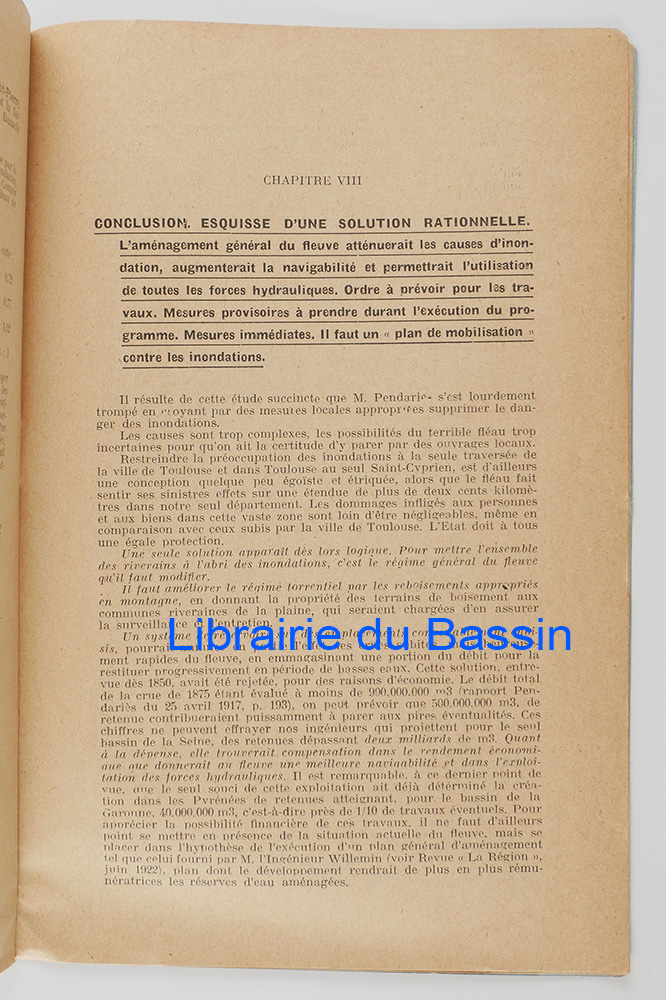 CHAPITRE VIII
CONCLUSION. ESQUISSE D'UNE SOLUTION RATIONNELLE.
L'aménagement général du fleuve atténuerait les causes d'inon-
dation, augmenterait la navigabilité et permettrait l'utilisation
de toutes les forces hydrauliques. Ordre à prévoir pour les tra-
vaux. Mesures provisoires à prendre durant l'exécution du pro-
gramme. Mesures immédiates. Il faut un « plan de mobilisation »
contre les inondations.
Il résulte de cette étude succincte que M. Pendariès s'est lourdement
trompé en croyant par des mesures locales appropriées supprimer le dan-
ger des inondations.
Les causes sont trop complexes, les possibilités du terrible fléau trop
incertaines pour qu'on ait la certitude d'y parer par des ouvrages locaux.
Restreindre la préoccupation des inondations à la seule traversée de
la ville de Toulouse et dans Toulouse au seul Saint-Cyprien, est d'ailleurs
une conception quelque peu égoïste et étriquée, alors que le fléau fait
sentir ses sinistres effets sur une étendue de plus de deux cents kilomè-
tres dans notre seul département. Les dommages infligés aux personnes
et aux biens dans cette vaste zone sont loin d'être négligeables, même en
comparaison avec ceux subis par la ville de Toulouse. L'Etat doit à tous
une égale protection.
Une seule solution apparaît dès lors logique. Pour mettre l'ensemble
des riverains à l'abri des inondations, c'est le régime général du fleuve
qu'il faut modifier.
Il faut améliorer le régime torrentiel par les reboisements appropriés
en montagne, en donnant la propriété des terrains de boisement aux
communes riveraines de la plaine, qui seraient chargées d'en assurer
la surveillance et l'entretien.
Un système de
sis, pourrait
ment rapides du fleuve, en emmagasinant une portion du débit pour la
restituer progressivement en période de basses eaux. Cette solution, entre-
vue dès 1850, avait été rejetée, pour des raisons d'économie. Le débit total
de la crue de 1875 étant évalué à moins de 900.000.000 m3 (rapport Pen-
dariès du 25 avril 1917, p. 193), on peut prévoir que 500.000.000 m3, de
retenue contribueraient puissamment à parer aux pires éventualités. Ces
chiffres ne peuvent effrayer nos ingénieurs qui projettent pour le seul
bassin de la Seine, des retenues dépassant deux milliards de m3. Quant
à la dépense, elle trouverait compensation dans le rendement économi-
que que donnerait au fleuve une meilleure navigabilité et dans l'exploi-
tation des forces hydrauliques. Il est remarquable, à ce dernier point de
vue, que le seul souci de cette exploitation ait déjà déterminé la créa-
tion dans les Pyrénées de retenues atteignant, pour le bassin de la
Garonne, 40.000.000 m3, c'est-à-dire près de 1/10 de travaux éventuels. Pour
apprécier la possibilité financière de ces travaux, il ne faut d'ailleurs
point se mettre en présence de la situation actuelle du fleuve, mais se
placer dans l'hypothèse de l'exécution d'un plan général d'aménagement
tel que celui fourni par M. l'Ingénieur Willemin (voir Revue « La Région »,
juin 1922), plan dont le développement rendrait de plus en plus rému-
nératrices les réserves d'eau aménagées.
Librairie du Bassin